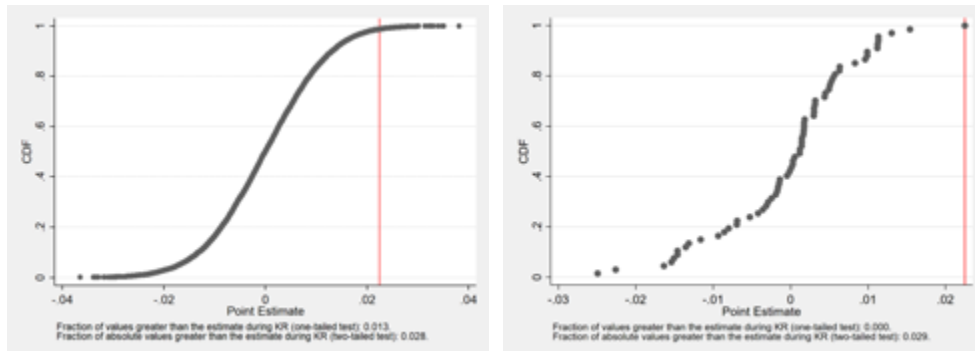 CDF
1
.8
.6
.4
.2
0
-.04
-.02
0
.02
.04
Point Estimate
Fraction of values greater than the estimate during KR (one-tailed test): 0.013.
Fraction of absolute values greater than the estimate during KR (two-tailed test): 0.028.
CDF
1
.8
.6
.4
.2
0
-.03
-.02
-.01
0
.01
.02
Point Estimate
Fraction of values greater than the estimate during KR (one-tailed test): 0.000.
Fraction of absolute values greater than the estimate during KR (two-tailed test): 0.029.